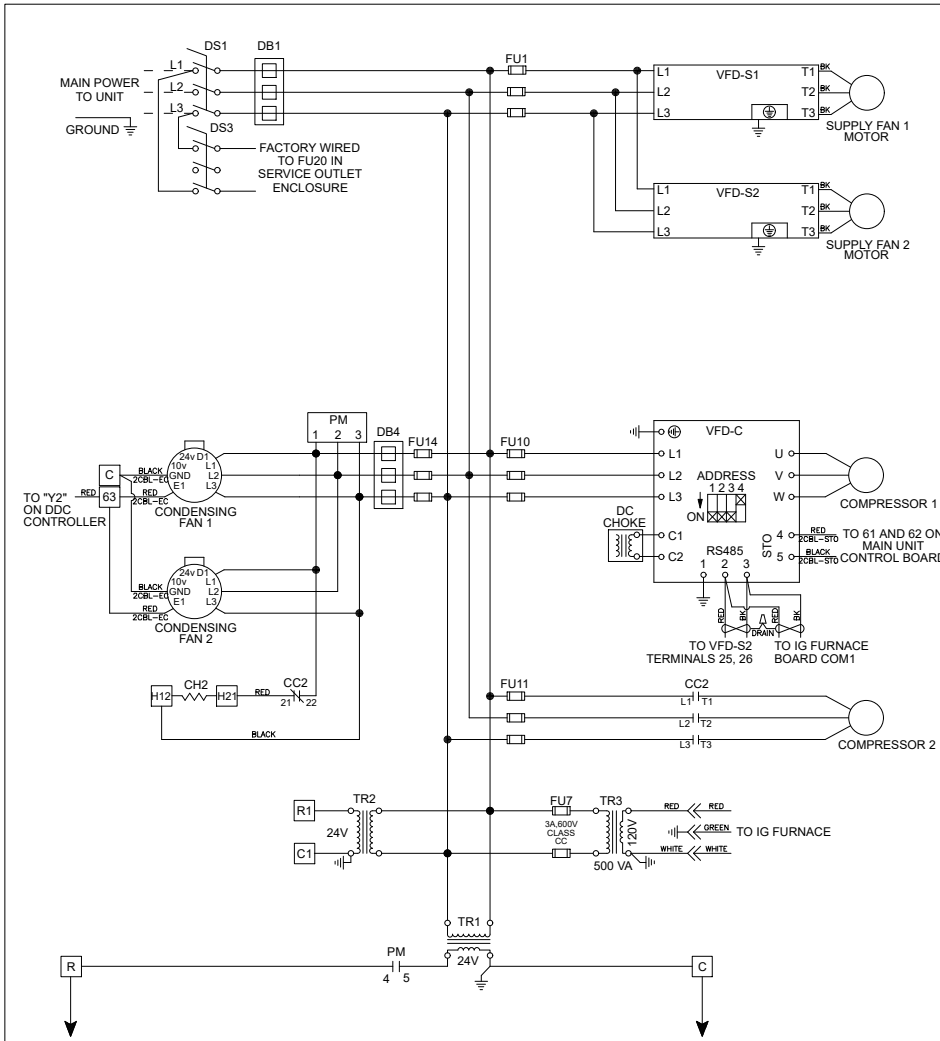 DS1 DB1
L1
L2
L3
MAIN POWER
TO UNIT
GROUND
DS3
FACTORY WIRED
TO FU20 IN
SERVICE OUTLET
ENCLOSURE
FU1
L1 VFD-S1 T1 BK
L2 T2 BK
L3 T3 BK
SUPPLY FAN 1
MOTOR
L1 VFD-S2 T1 BK
L2 T2
L3 T3 BK
SUPPLY FAN 2
MOTOR
PM
1 2 3
DB4
FU14
FU10
C
63
TO "Y2"
ON DDC
CONTROLLER
RED
BLACK
2CBL-EC
RED
2CBL-EC
24v D1
10v L1
GND L2
E1 L3
CONDENSING
FAN 1
BLACK
2CBL-EC
RED
2CBL-EC
24v D1
10v L1
GND L2
E1 L3
CONDENSING
FAN 2
VFD-C
L1 U
L2 V
L3 W
ADDRESS
1 2 3 4
ON
COMPRESSOR 1
DC
CHOKE
C1
C2
RS485
1 2 3
STO
4 RED
2CBL-STO
5 BLACK
2CBL-STO
TO 61 AND 62 ON
MAIN UNIT
CONTROL BOARD
RED BK DRAIN RED BK
TO VFD-S2
TERMINALS 25, 26
TO IG FURNACE
BOARD COM1
H12 CH2 H21 RED CC2
21 22
BLACK
FU11 CC2
L1 T1
L2 T2
L3 T3
COMPRESSOR 2
R1 TR2
24V
C1
FU7 TR3
3A,600V
CLASS
CC
120V
500 VA
RED RED
GREEN TO IG FURNACE
WHITE WHITE
TR1
24V
R PM C
4 5